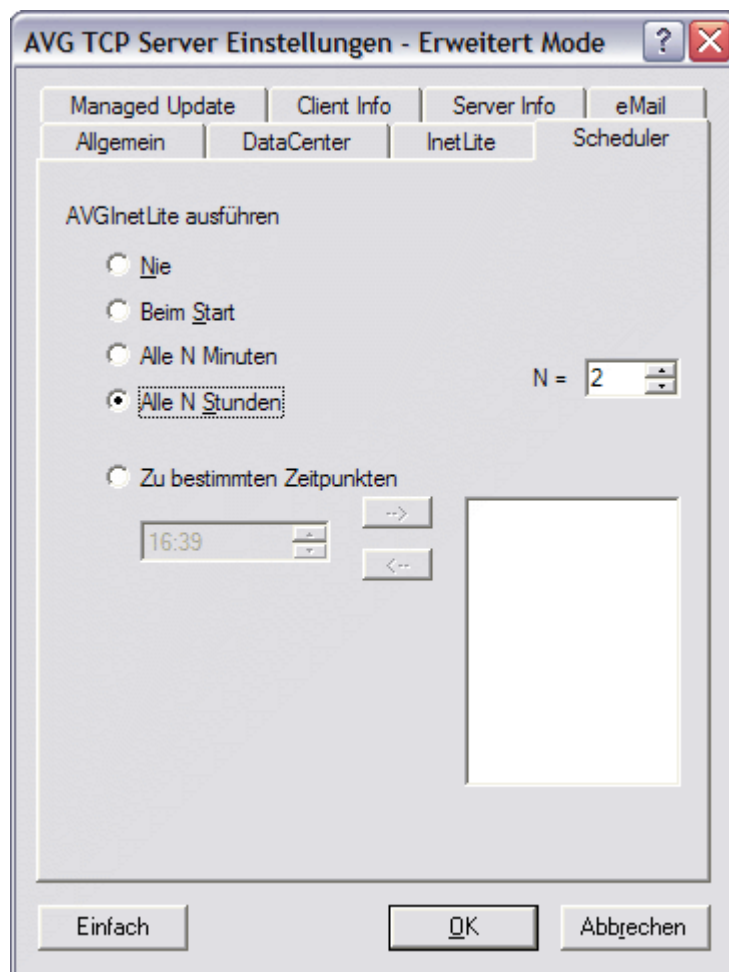 AVG TCP Server Einstellungen - Erweitert Mode ?
Managed Update Client Info Server Info eMail
Allgemein DataCenter InetLite Scheduler
AVGInetLite ausführen
Nie
Beim Start
Alle N Minuten
N = 2
Alle N Stunden
Zu bestimmten Zeitpunkten
-->
16:39
<--
Einfach OK Abbrechen